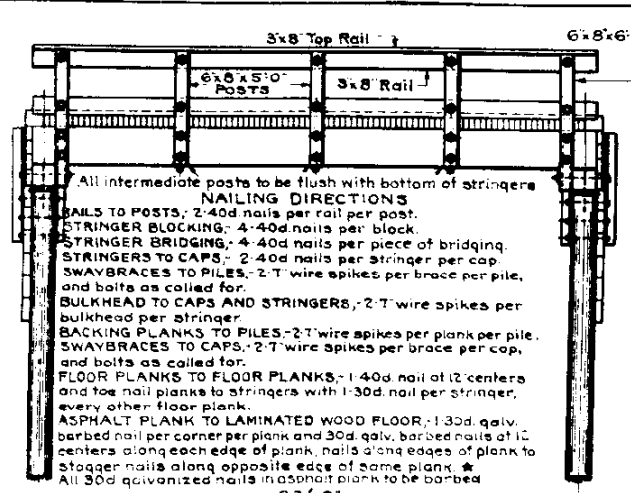 3"x8" Top Rail
6"x8"x6'
6"x8"x5'-0"
POSTS
3"x8" Rail
All intermediate posts to be flush with bottom of stringers
NAILING DIRECTIONS
RAILS TO POSTS,- 2-40d. nails per rail per post.
STRINGER BLOCKING,- 4-40d. nails per block.
STRINGER BRIDGING,- 4-40d nails per piece of bridging.
STRINGERS TO CAPS,- 2-40d nails per stringer per cap.
SWAYBRACES TO PILES,- 2-7" wire spikes per brace per pile,
and bolts as called for.
BULKHEAD TO CAPS AND STRINGERS,- 2-7" wire spikes per
bulkhead per stringer.
BACKING PLANKS TO PILES,- 2-7" wire spikes per plank per pile.
SWAYBRACES TO CAPS,- 2-7" wire spikes per brace per cap,
and bolts as called for.
FLOOR PLANKS TO FLOOR PLANKS,- 1-40d. nail at 12" centers
and toe nail planks to stringers with 1-30d. nail per stringer,
every other floor plank.
ASPHALT PLANK TO LAMINATED WOOD FLOOR,- 1-30d. galv.
barbed nail per corner per plank and 30d. galv. barbed nails at 12"
centers along each edge of plank, nails along edges of plank to
stagger nails along opposite edge of same plank. ★
All 30d galvanized nails in asphalt plank to be barbed